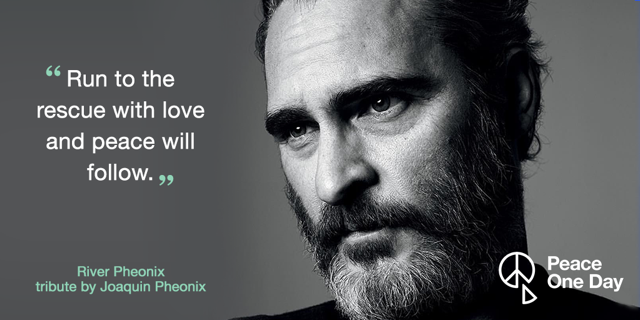 “ Run to the
rescue with love
and peace will
follow. ”
River Pheonix
tribute by Joaquin Pheonix
Peace
One Day